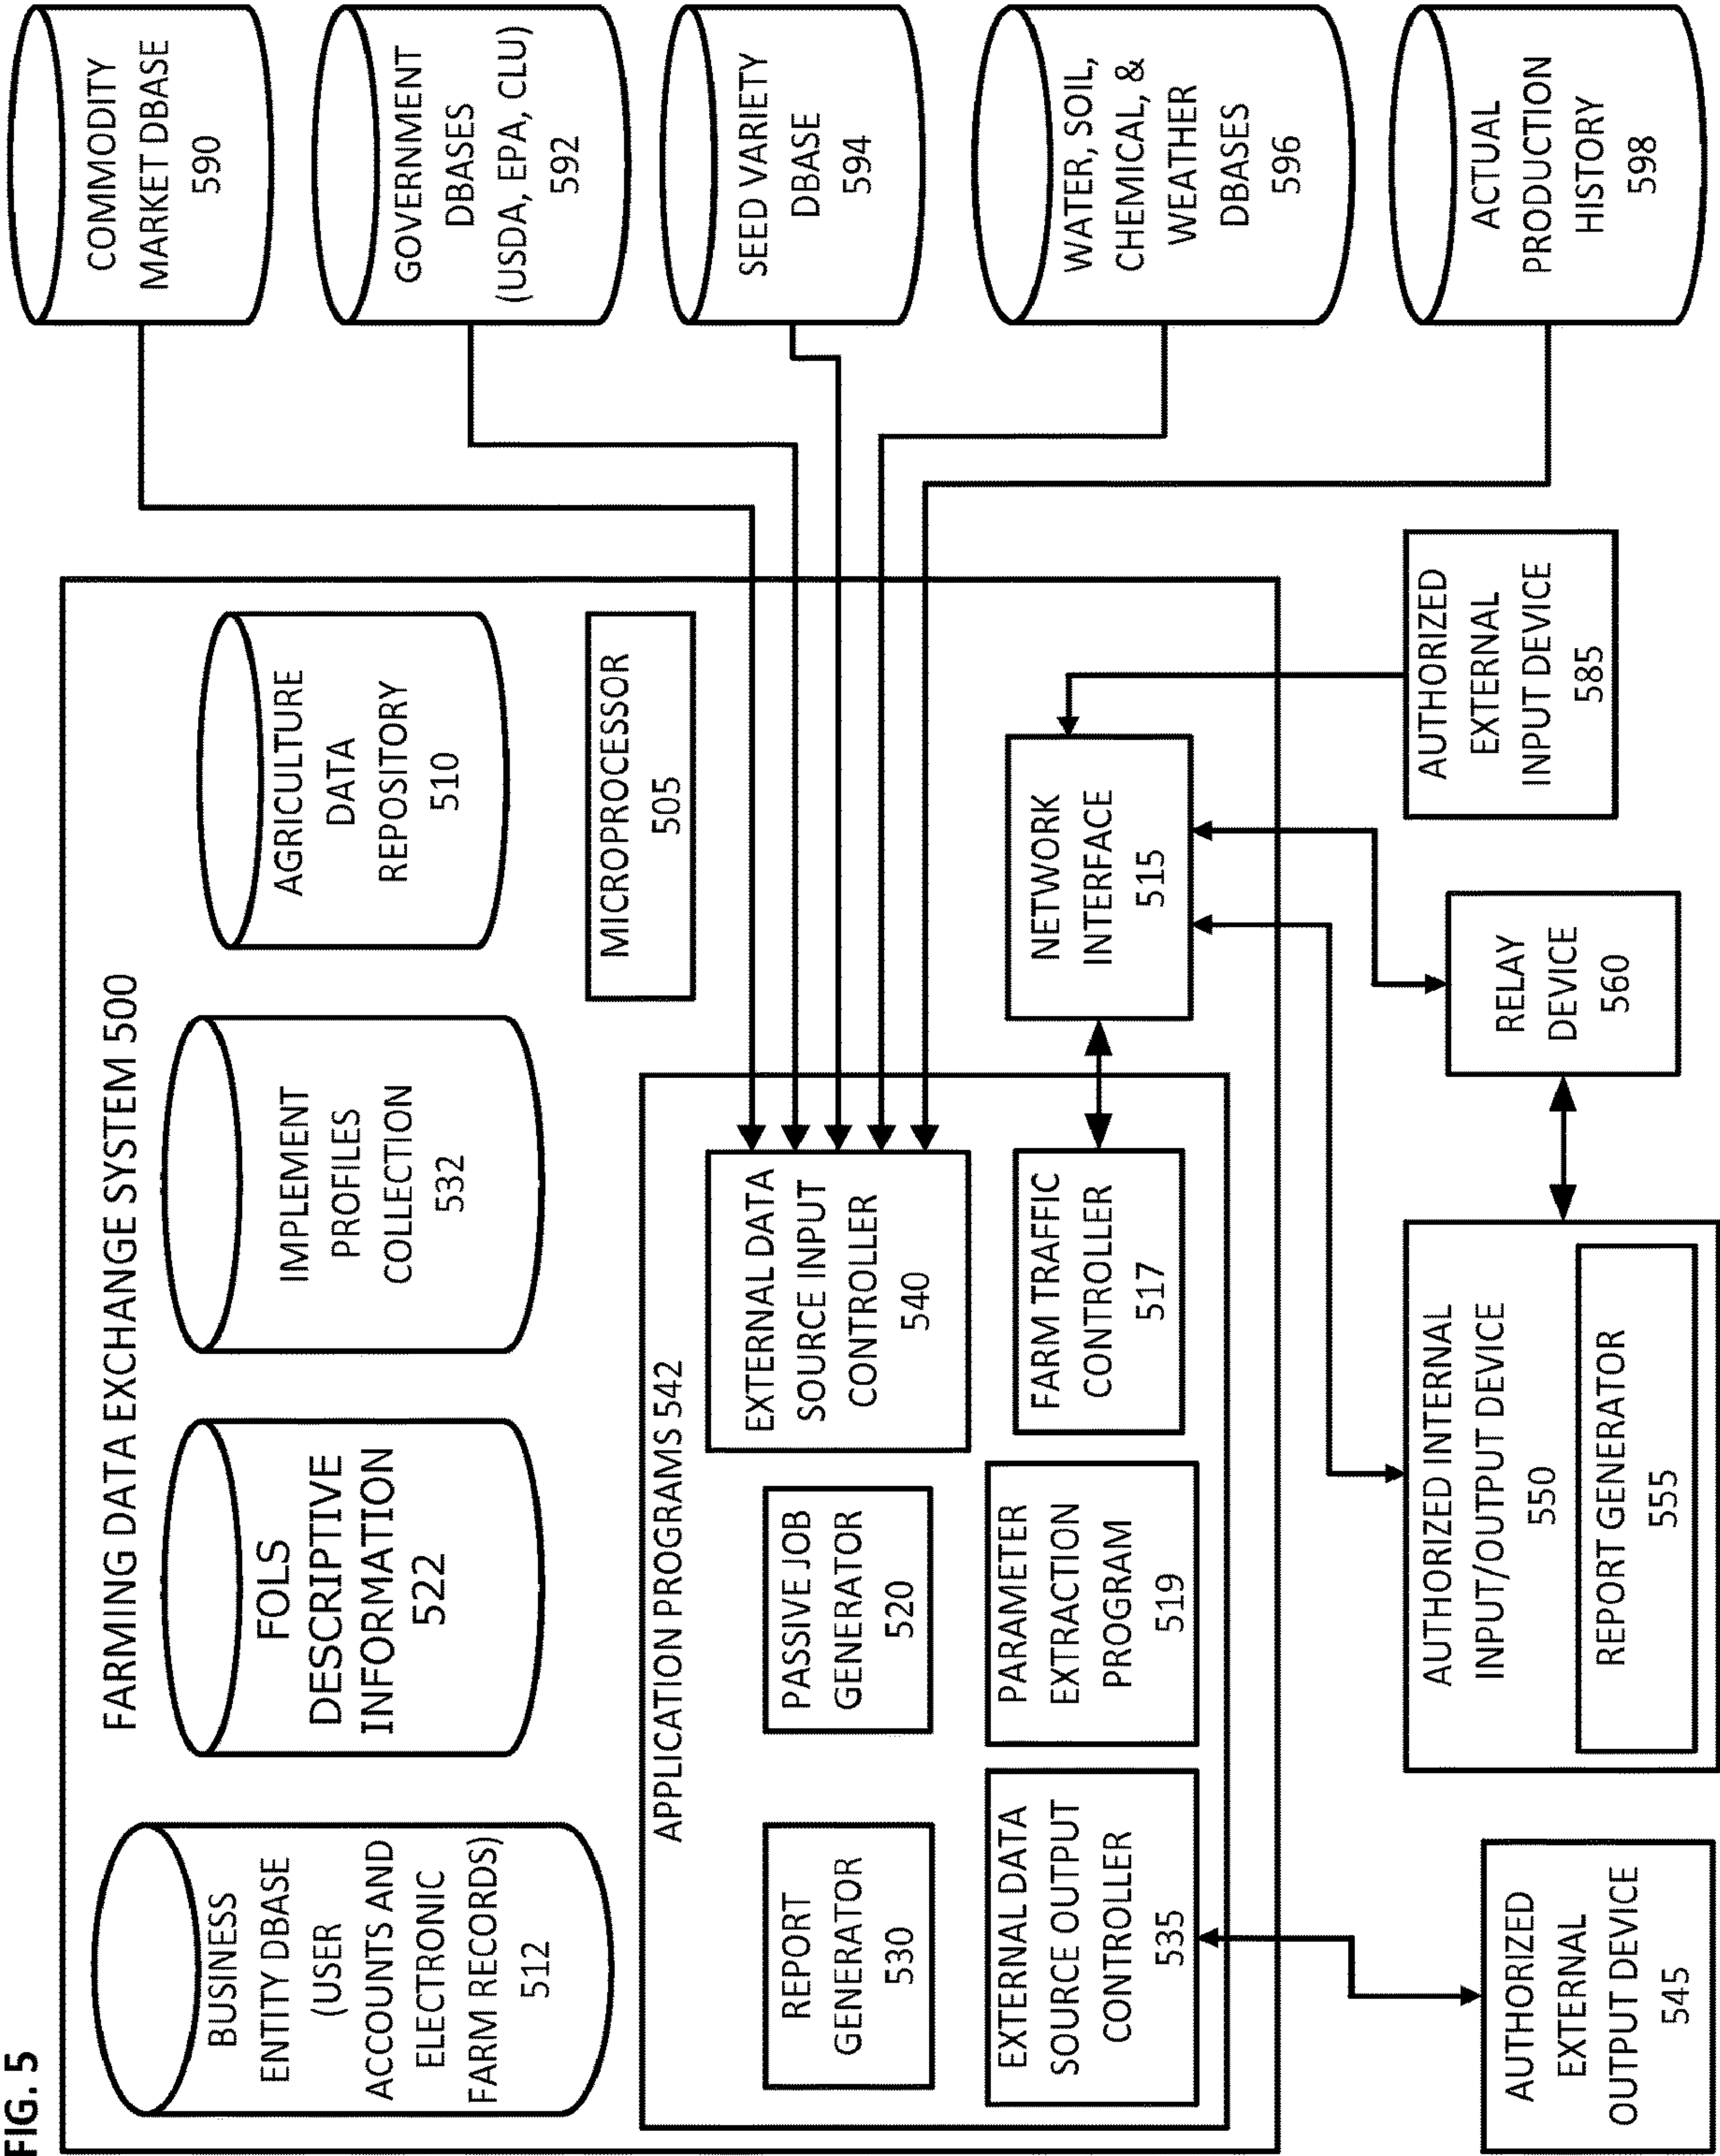 FIG. 5
FARMING DATA EXCHANGE SYSTEM 500
BUSINESS
ENTITY DBASE
(USER
ACCOUNTS AND
ELECTRONIC
FARM RECORDS)
512
FOLS
DESCRIPTIVE
INFORMATION
522
IMPLEMENT
PROFILES
COLLECTION
532
AGRICULTURE
DATA
REPOSITORY
510
MICROPROCESSOR
505
APPLICATION PROGRAMS 542
REPORT
GENERATOR
530
PASSIVE JOB
GENERATOR
520
EXTERNAL DATA
SOURCE INPUT
CONTROLLER
540
EXTERNAL DATA
SOURCE OUTPUT
CONTROLLER
535
PARAMETER
EXTRACTION
PROGRAM
519
FARM TRAFFIC
CONTROLLER
517
NETWORK
INTERFACE
515
AUTHORIZED
EXTERNAL
OUTPUT DEVICE
545
AUTHORIZED INTERNAL
INPUT/OUTPUT DEVICE
550
REPORT GENERATOR
555
RELAY
DEVICE
560
AUTHORIZED
EXTERNAL
INPUT DEVICE
585
COMMODITY
MARKET DBASE
590
GOVERNMENT
DBASES
(USDA, EPA, CLU)
592
SEED VARIETY
DBASE
594
WATER, SOIL,
CHEMICAL, &
WEATHER
DBASES
596
ACTUAL
PRODUCTION
HISTORY
598